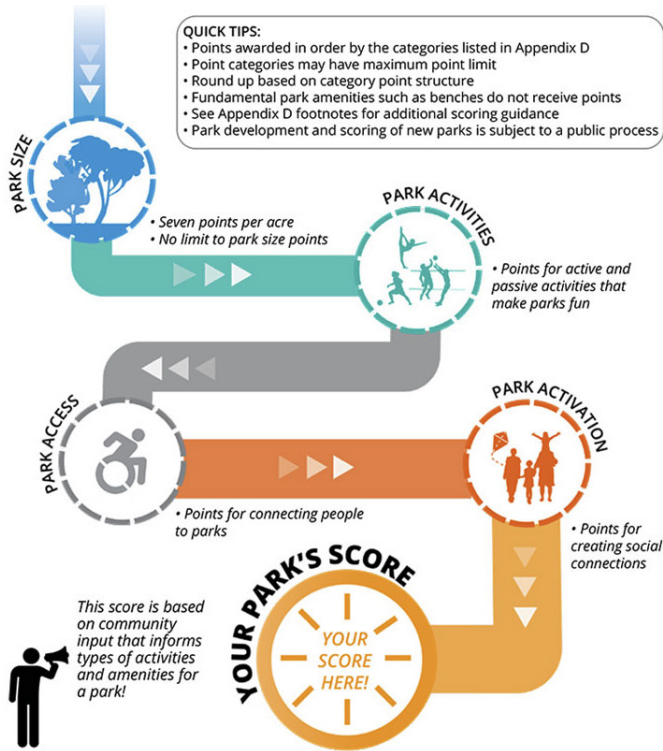 QUICK TIPS:
• Points awarded in order by the categories listed in Appendix D
• Point categories may have maximum point limit
• Round up based on category point structure
• Fundamental park amenities such as benches do not receive points
• See Appendix D footnotes for additional scoring guidance
• Park development and scoring of new parks is subject to a public process
PARK SIZE
• Seven points per acre
• No limit to park size points
PARK ACTIVITIES
• Points for active and
passive activities that
make parks fun
PARK ACCESS
• Points for connecting people
to parks
PARK ACTIVATION
• Points for
creating social
connections
YOUR PARK'S SCORE
YOUR
SCORE
HERE!
This score is based
on community
input that informs
types of activities
and amenities for
a park!